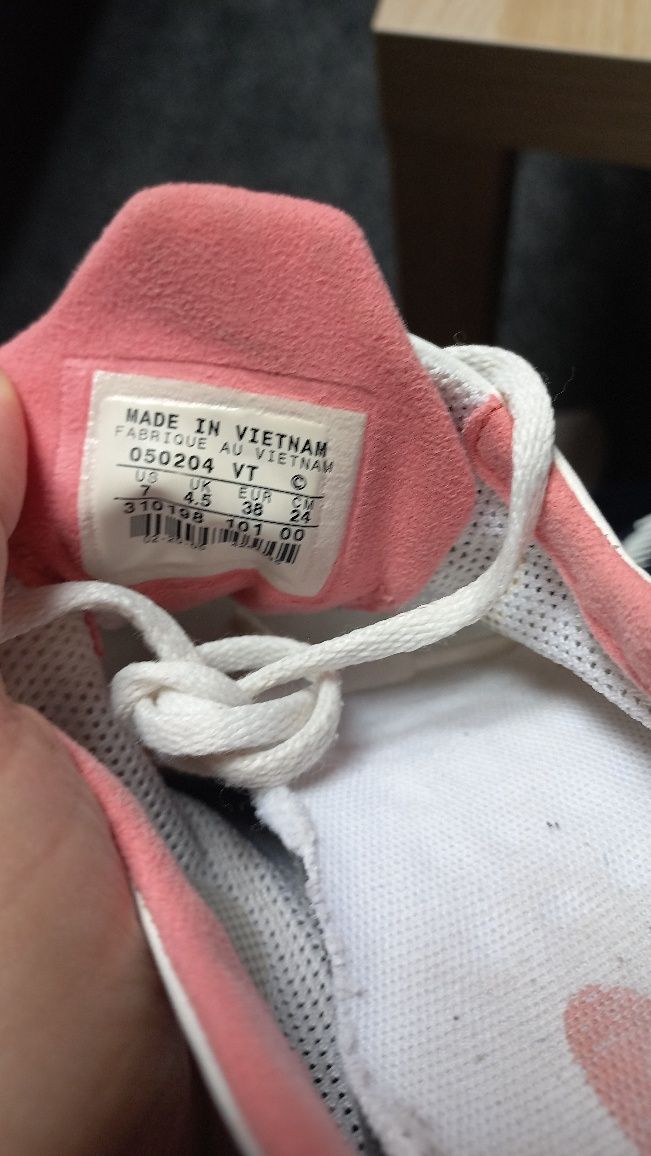 MADE IN VIETNAM
FABRIQUE AU VIETNAM
050204 VT ©
US UK EUR CM
7 4.5 38 24
310198 101 00